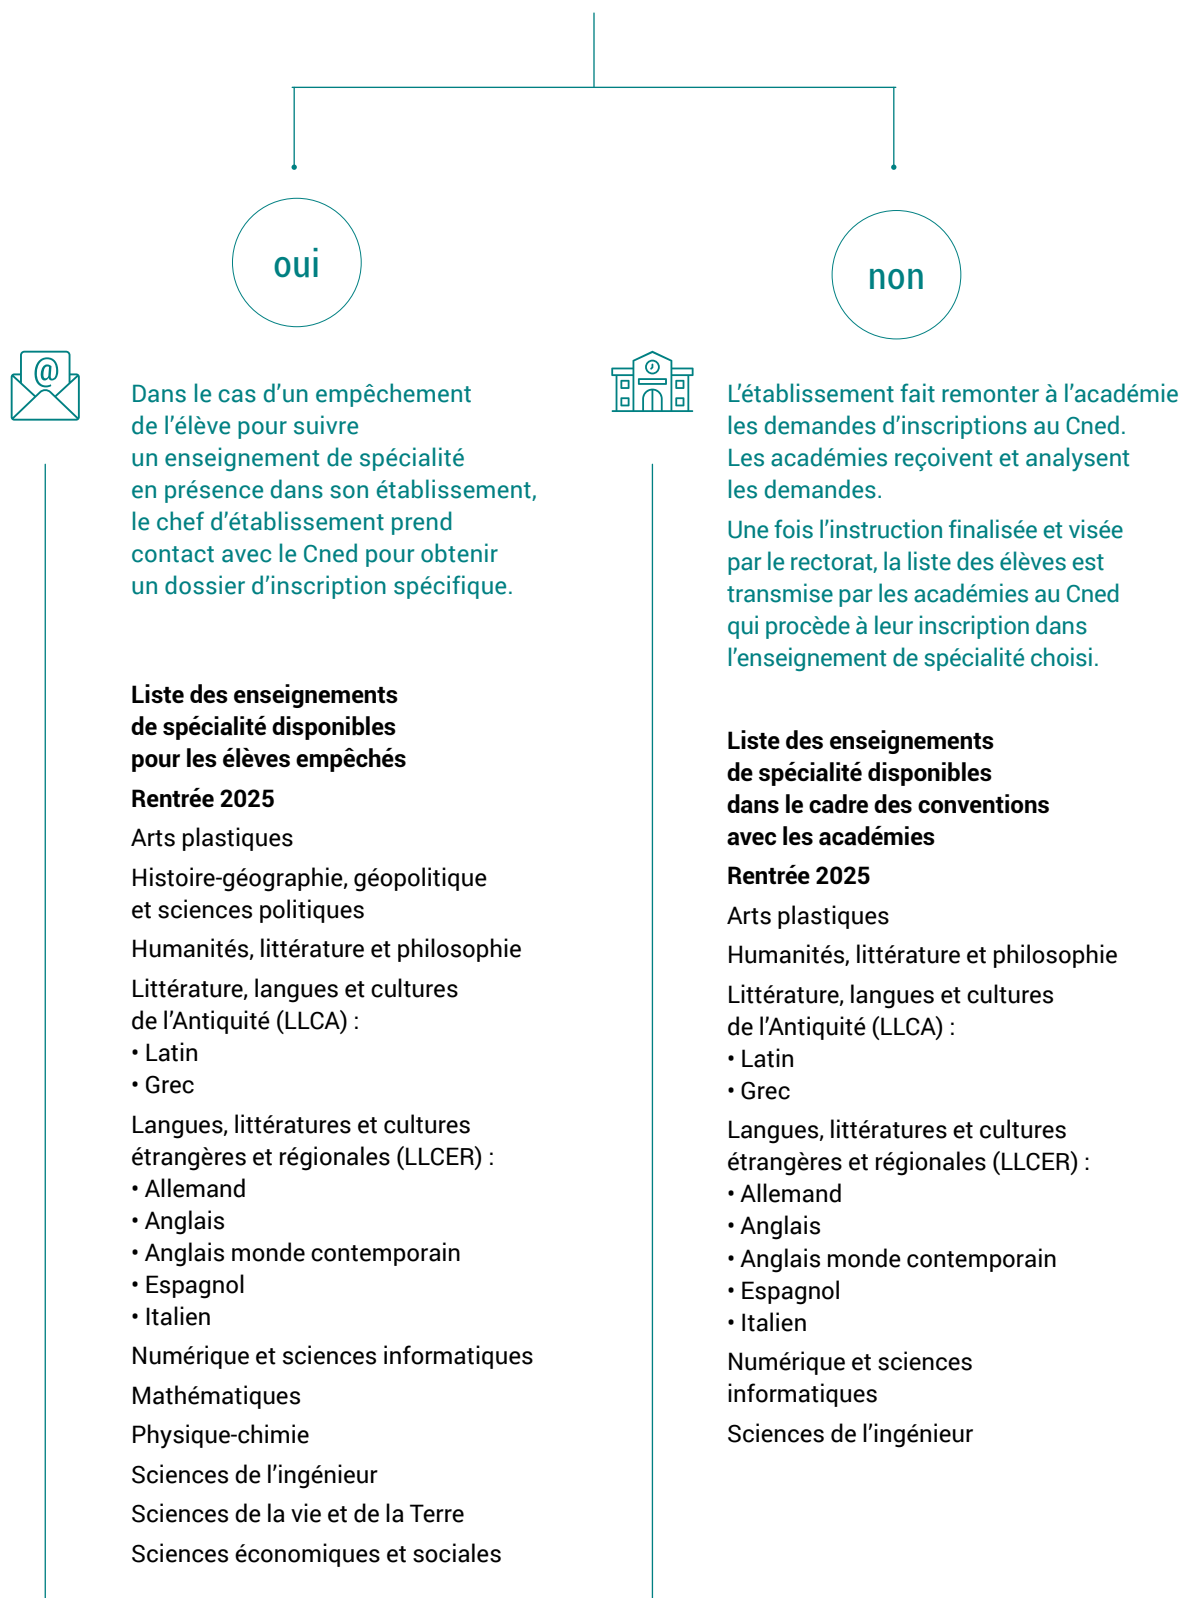 oui
Dans le cas d’un empêchement
de l’élève pour suivre
un enseignement de spécialité
en présence dans son établissement,
le chef d’établissement prend
contact avec le Cned pour obtenir
un dossier d’inscription spécifique.
Liste des enseignements
de spécialité disponibles
pour les élèves empêchés
Rentrée 2025
Arts plastiques
Histoire-géographie, géopolitique
et sciences politiques
Humanités, littérature et philosophie
Littérature, langues et cultures
de l’Antiquité (LLCA) :
• Latin
• Grec
Langues, littératures et cultures
étrangères et régionales (LLCER) :
• Allemand
• Anglais
• Anglais monde contemporain
• Espagnol
• Italien
Numérique et sciences informatiques
Mathématiques
Physique-chimie
Sciences de l’ingénieur
Sciences de la vie et de la Terre
Sciences économiques et sociales
non
L’établissement fait remonter à l’académie
les demandes d’inscriptions au Cned.
Les académies reçoivent et analysent
les demandes.
Une fois l’instruction finalisée et visée
par le rectorat, la liste des élèves est
transmise par les académies au Cned
qui procède à leur inscription dans
l’enseignement de spécialité choisi.
Liste des enseignements
de spécialité disponibles
dans le cadre des conventions
avec les académies
Rentrée 2025
Arts plastiques
Humanités, littérature et philosophie
Littérature, langues et cultures
de l’Antiquité (LLCA) :
• Latin
• Grec
Langues, littératures et cultures
étrangères et régionales (LLCER) :
• Allemand
• Anglais
• Anglais monde contemporain
• Espagnol
• Italien
Numérique et sciences
informatiques
Sciences de l’ingénieur